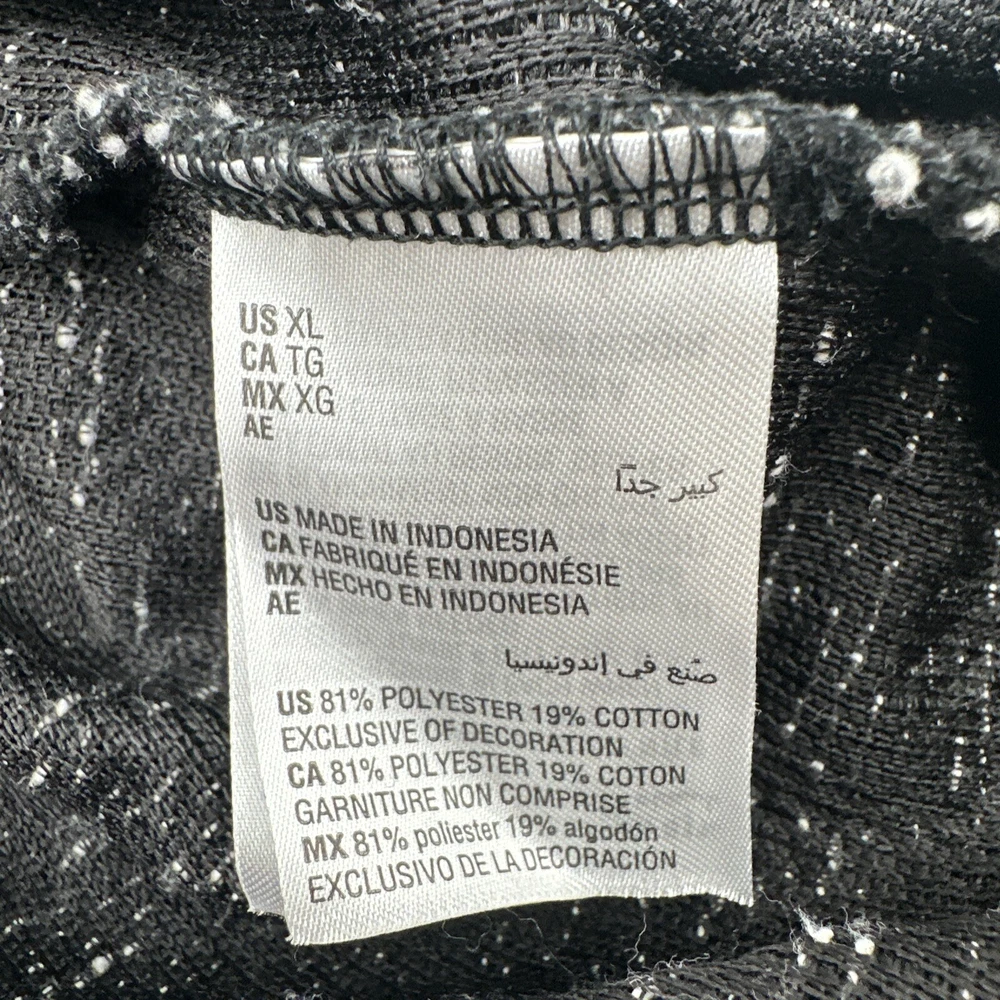 US XL
CA TG
MX XG
AE
كبير جدًا
US MADE IN INDONESIA
CA FABRIQUÉ EN INDONÉSIE
MX HECHO EN INDONESIA
AE
صُنع في إندونيسيا
US 81% POLYESTER 19% COTTON
EXCLUSIVE OF DECORATION
CA 81% POLYESTER 19% COTON
GARNITURE NON COMPRISE
MX 81% poliester 19% algodón
EXCLUSIVO DE LA DECORACIÓN